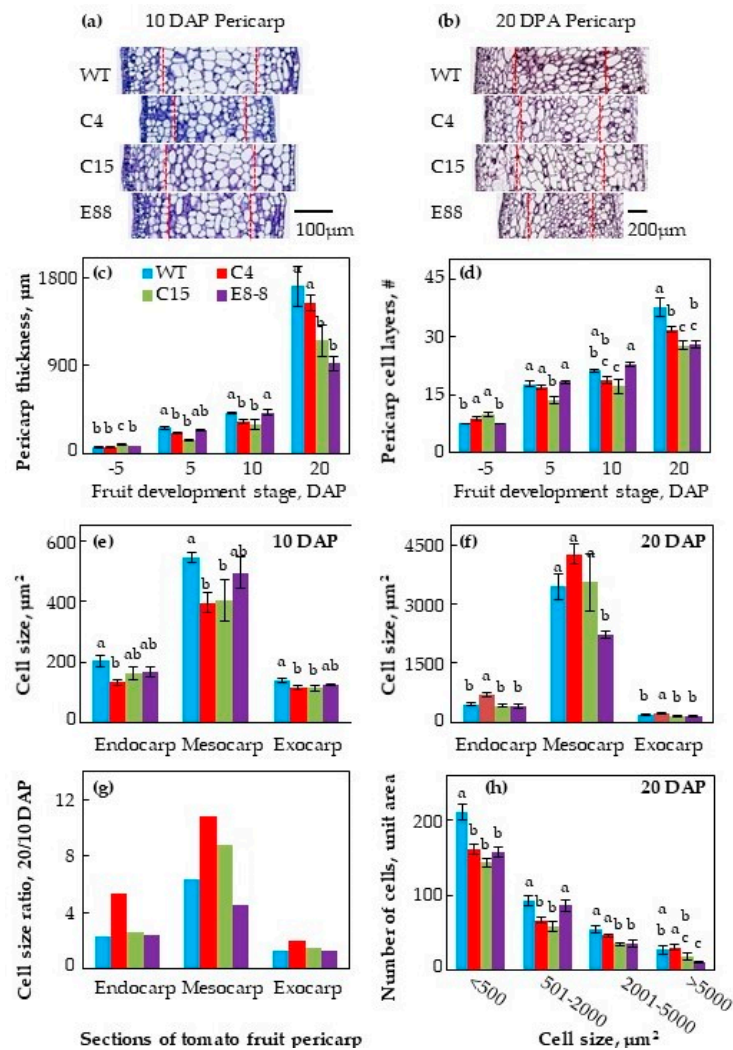 (a) 10 DAP Pericarp
WT
C4
C15
E88
100µm
(b) 20 DPA Pericarp
WT
C4
C15
E88
200µm
(c)
WT C4
C15 E8-8
Pericarp thickness, µm
1800
900
0
b b c b
a b b ab
a b b a
a a b b
-5 5 10 20
Fruit development stage, DAP
(d)
Pericarp cell layers, #
45
30
15
0
b a a b
a a b a
a b b c c a
a b c b c
-5 5 10 20
Fruit development stage, DAP
(e) 10 DAP
Cell size, µm²
600
400
200
0
a b ab ab
a b b ab
a b b ab
Endocarp Mesocarp Exocarp
(f) 20 DAP
Cell size, µm²
4500
3000
1500
0
b a b b
a a a b
b a b b
Endocarp Mesocarp Exocarp
(g)
Cell size ratio, 20/10 DAP
12
8
4
0
Endocarp Mesocarp Exocarp
Sections of tomato fruit pericarp
(h) 20 DAP
Number of cells, unit area
200
100
0
a b b b
a b b a
a a b b
a b a b c c
<500 501-2000 2001-5000 >5000
Cell size, µm²